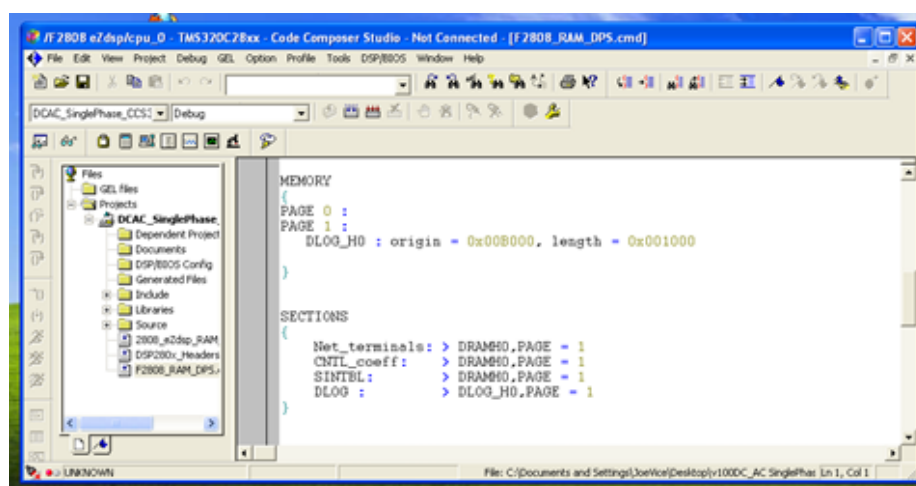 /F2808 eZdsp/cpu_0 - TMS320C28xx - Code Composer Studio - Not Connected - [F2808_RAM_DPS.cmd]
File Edit View Project Debug GEL Option Profile Tools DSP/BIOS Window Help
DCAC_SinglePhase_CCS3 Debug
Files
GEL files
Projects
DCAC_SinglePhase_
Dependent Project
Documents
DSP/BIOS Config
Generated Files
Include
Libraries
Source
2808_eZdsp_RAM_
DSP280x_Headers
F2808_RAM_DPS.
MEMORY
{
PAGE 0 :
PAGE 1 :
DLOG_H0 : origin = 0x00B000, length = 0x001000
}
SECTIONS
{
Net_terminals: > DRAMH0,PAGE = 1
CNTL_coeff: > DRAMH0,PAGE = 1
SINTBL: > DRAMH0,PAGE = 1
DLOG : > DLOG_H0,PAGE = 1
}
UNKNOWN
File: C:\Documents and Settings\JoeVice\Desktop\v100DC_AC SinglePhas Ln 1, Col 1